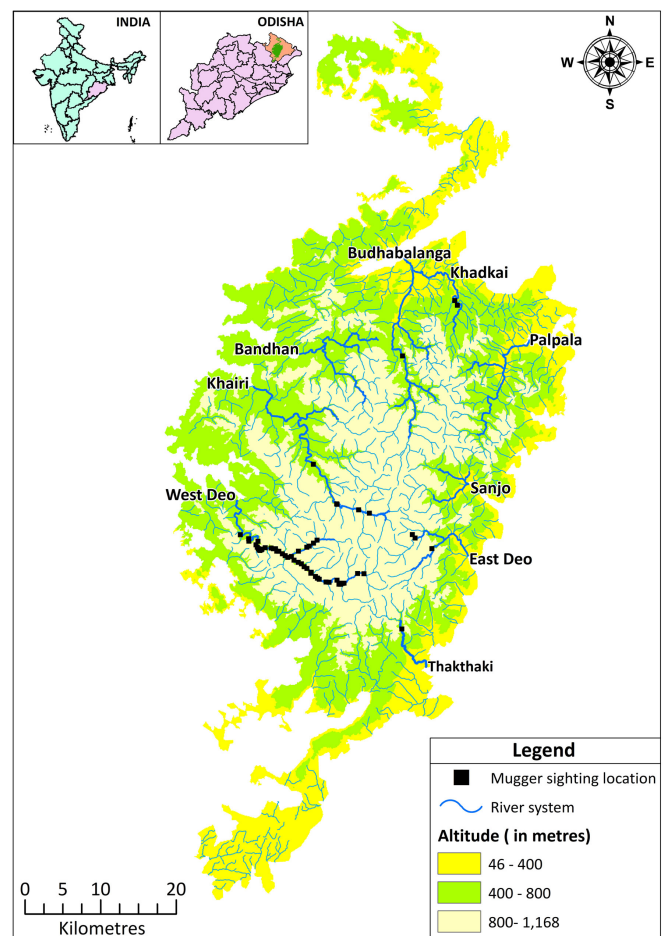 INDIA
ODISHA
N
W
E
S
Budhabalanga
Khadkai
Bandhan
Palpala
Khairi
West Deo
Sanjo
East Deo
Thakthaki
Legend
Mugger sighting location
River system
Altitude ( in metres)
46 - 400
400 - 800
800- 1,168
0 5 10 20
Kilometres